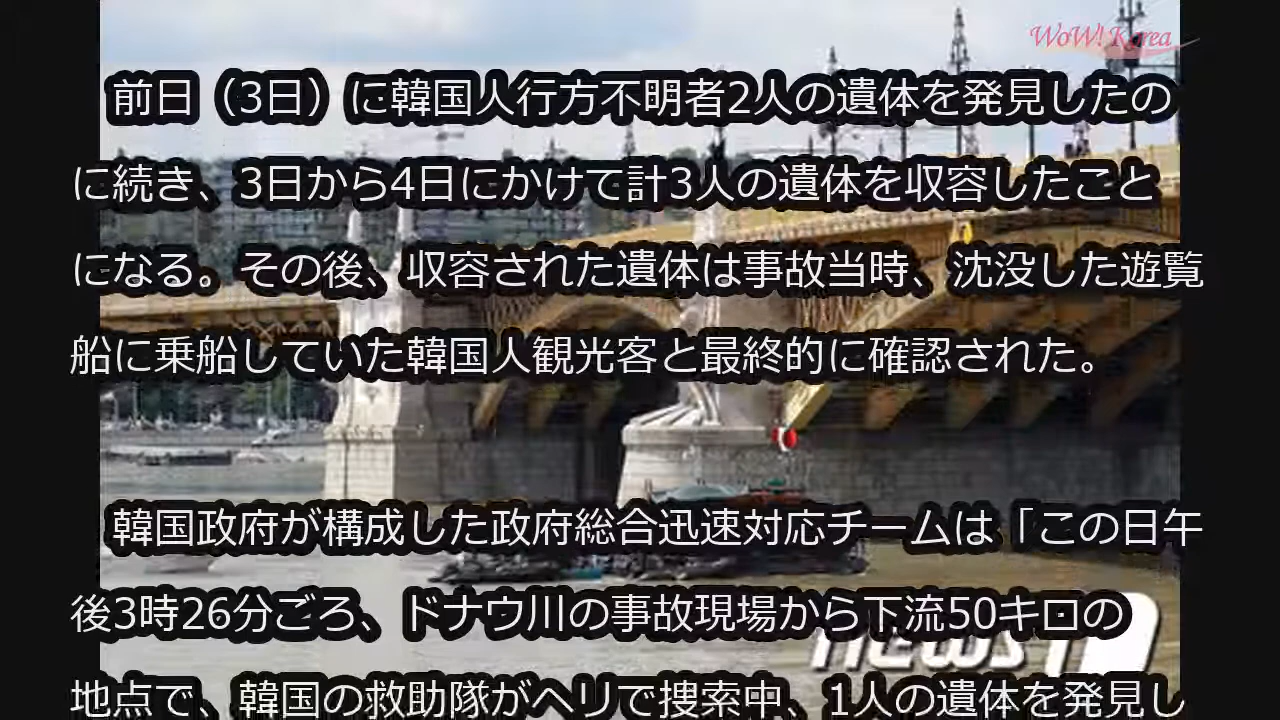 WoW! Korea
前日（3日）に韓国人行方不明者2人の遺体を発見したの
に続き、3日から4日にかけて計3人の遺体を収容したこと
になる。その後、収容された遺体は事故当時、沈没した遊覧
船に乗船していた韓国人観光客と最終的に確認された。
韓国政府が構成した政府総合迅速対応チームは「この日午
後3時26分ごろ、ドナウ川の事故現場から下流50キロの
地点で、韓国の救助隊がヘリで捜索中、1人の遺体を発見し
news1